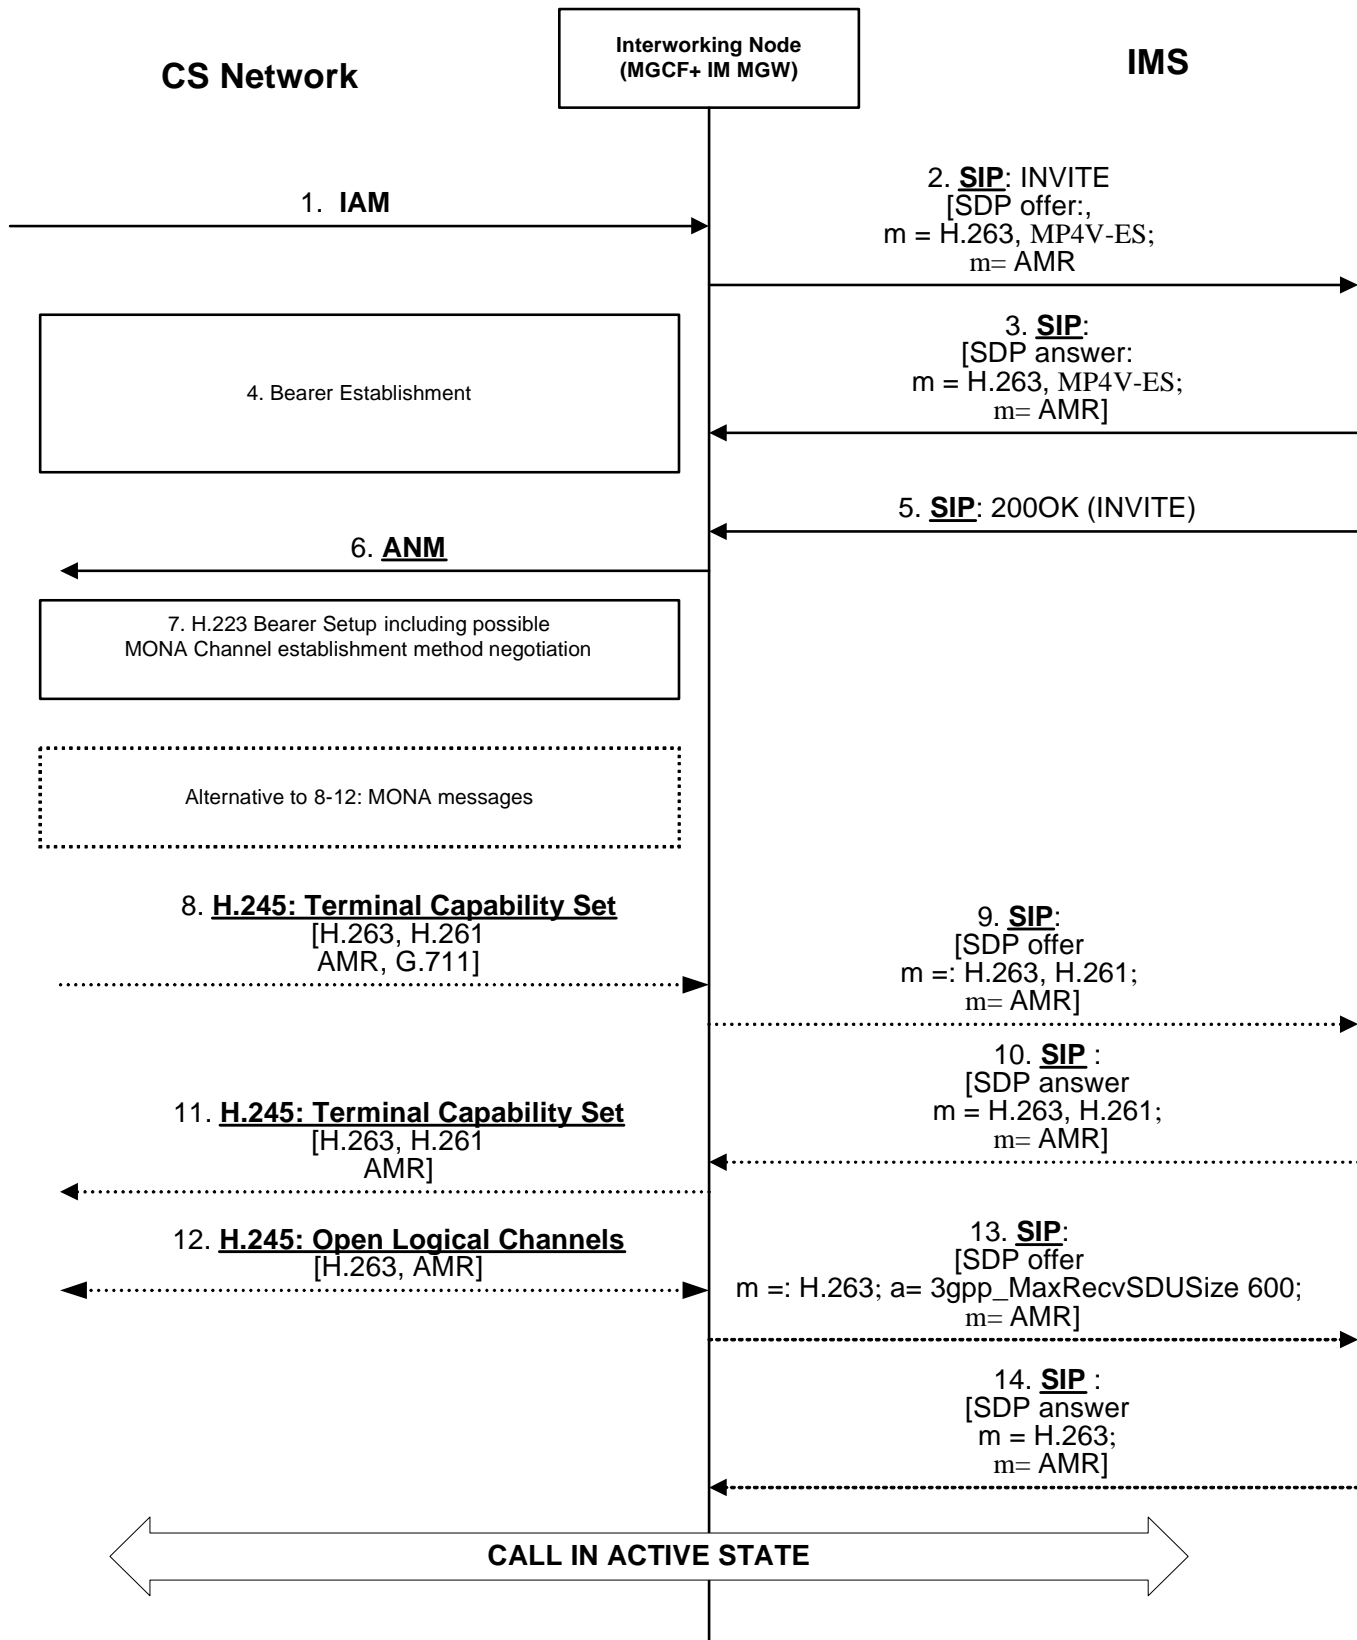 CS Network
Interworking Node
(MGCF+ IM MGW)
IMS
1. IAM
2. SIP: INVITE
[SDP offer:,
m = H.263, MP4V-ES;
m= AMR
3. SIP:
[SDP answer:
m = H.263, MP4V-ES;
m= AMR]
4. Bearer Establishment
5. SIP: 200OK (INVITE)
6. ANM
7. H.223 Bearer Setup including possible
MONA Channel establishment method negotiation
Alternative to 8-12: MONA messages
8. H.245: Terminal Capability Set
[H.263, H.261
AMR, G.711]
9. SIP:
[SDP offer
m =: H.263, H.261;
m= AMR]
10. SIP :
[SDP answer
m = H.263, H.261;
m= AMR]
11. H.245: Terminal Capability Set
[H.263, H.261
AMR]
12. H.245: Open Logical Channels
[H.263, AMR]
13. SIP:
[SDP offer
m =: H.263; a= 3gpp_MaxRecvSDUSize 600;
m= AMR]
14. SIP :
[SDP answer
m = H.263;
m= AMR]
CALL IN ACTIVE STATE